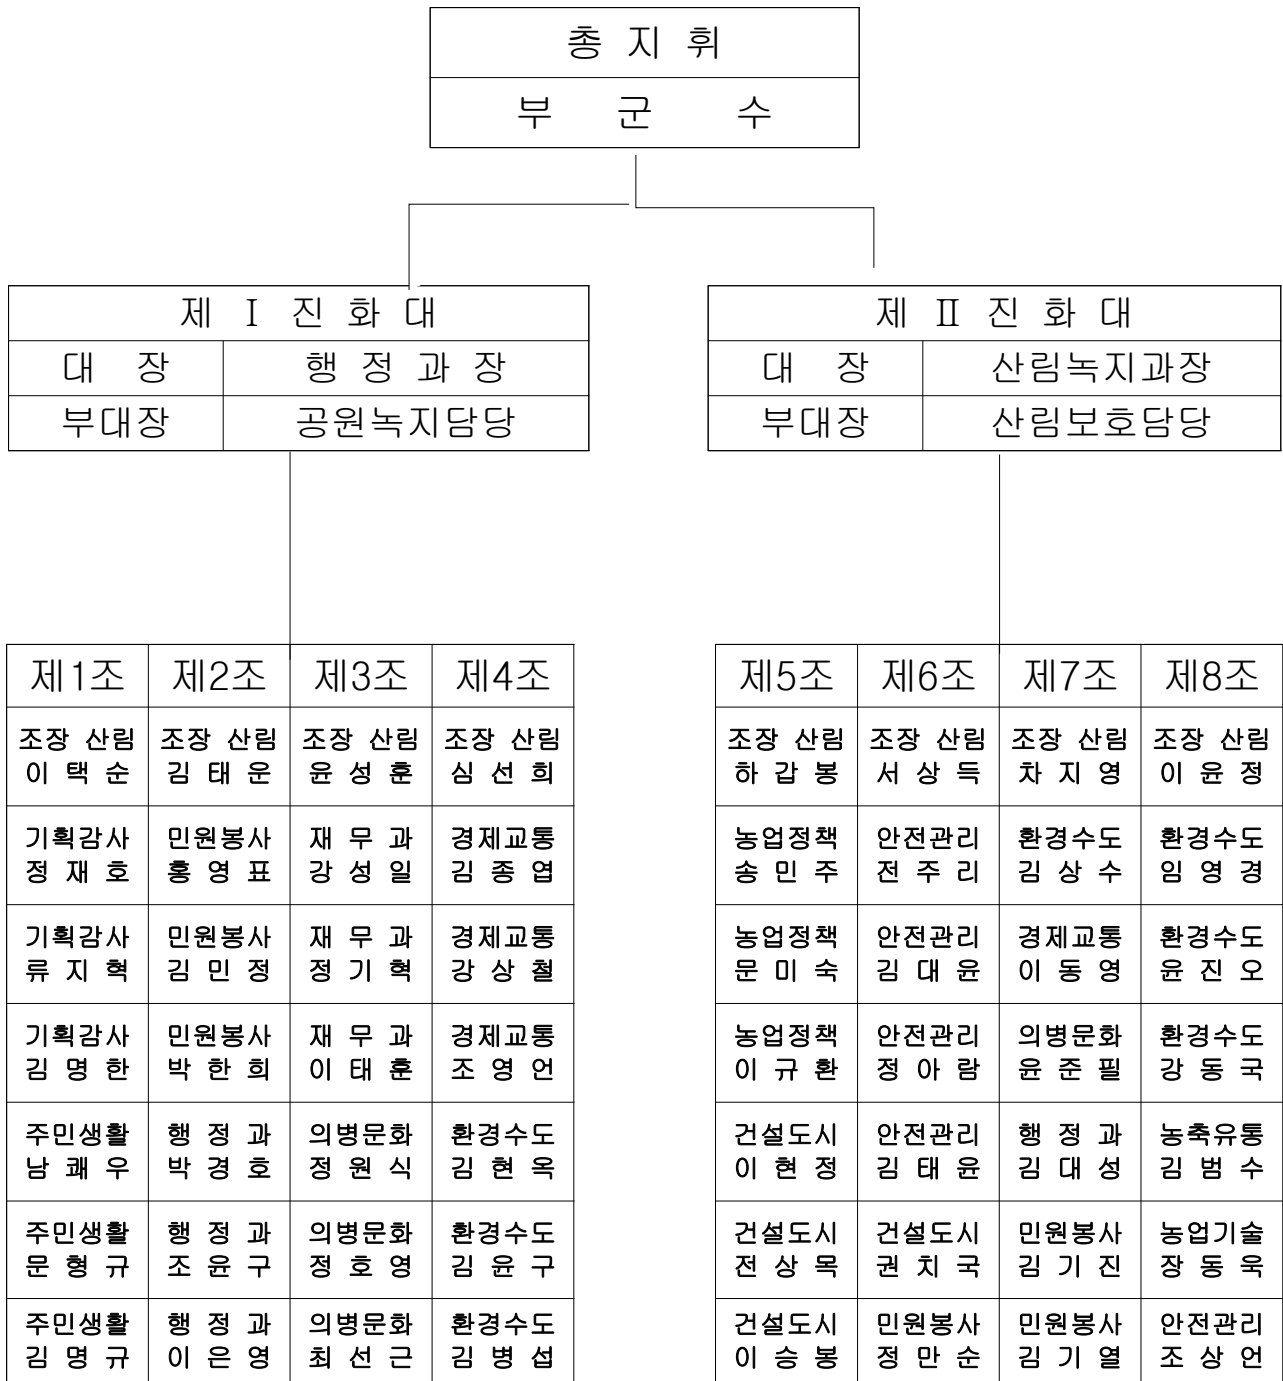 총 지 휘
부 군 수
제 Ⅰ 진 화 대
대 장 행 정 과 장
부대장 공원녹지담당
제 Ⅱ 진 화 대
대 장 산림녹지과장
부대장 산림보호담당
제1조 제2조 제3조 제4조
조장 산림 조장 산림 조장 산림 조장 산림
이 택 순 김 태 운 윤 성 훈 심 선 희
기획감사 민원봉사 재 무 과 경제교통
정 재 호 홍 영 표 강 성 일 김 종 엽
기획감사 민원봉사 재 무 과 경제교통
류 지 혁 김 민 정 정 기 혁 강 상 철
기획감사 민원봉사 재 무 과 경제교통
김 명 한 박 한 희 이 태 훈 조 영 언
주민생활 행 정 과 의병문화 환경수도
남 쾌 우 박 경 호 정 원 식 김 현 옥
주민생활 행 정 과 의병문화 환경수도
문 형 규 조 윤 구 정 호 영 김 윤 구
주민생활 행 정 과 의병문화 환경수도
김 명 규 이 은 영 최 선 근 김 병 섭
제5조 제6조 제7조 제8조
조장 산림 조장 산림 조장 산림 조장 산림
하 갑 봉 서 상 득 차 지 영 이 윤 정
농업정책 안전관리 환경수도 환경수도
송 민 주 전 주 리 김 상 수 임 영 경
농업정책 안전관리 경제교통 환경수도
문 미 숙 김 대 윤 이 동 영 윤 진 오
농업정책 안전관리 의병문화 환경수도
이 규 환 정 아 람 윤 준 필 강 동 국
건설도시 안전관리 행 정 과 농축유통
이 현 정 김 태 윤 김 대 성 김 범 수
건설도시 건설도시 민원봉사 농업기술
전 상 목 권 치 국 김 기 진 장 동 욱
건설도시 민원봉사 민원봉사 안전관리
이 승 봉 정 만 순 김 기 열 조 상 언